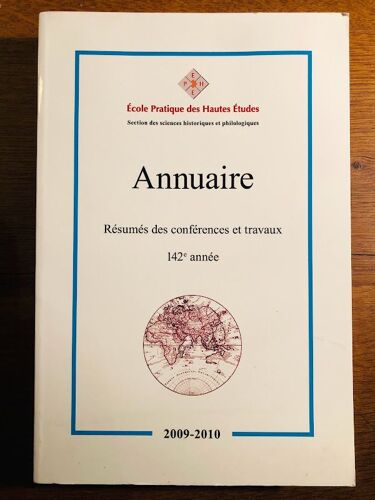 E
P H
E
École Pratique des Hautes Études
Section des sciences historiques et philologiques
Annuaire
Résumés des conférences et travaux
142e année
2009-2010